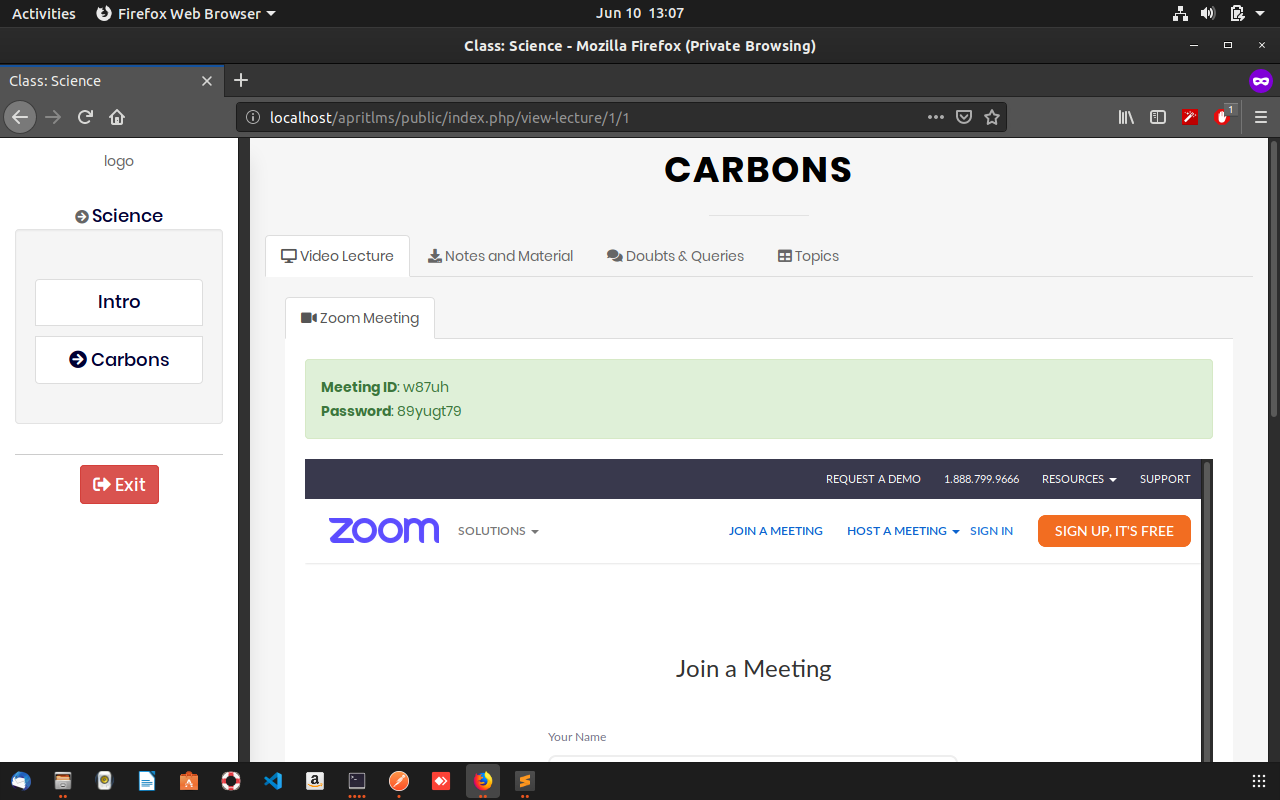 Activities Firefox Web Browser Jun 10 13:07
Class: Science - Mozilla Firefox (Private Browsing)
Class: Science
localhost/apritlms/public/index.php/view-lecture/1/1
1
logo
Science
Intro
Carbons
Exit
CARBONS
Video Lecture Notes and Material Doubts & Queries Topics
Zoom Meeting
Meeting ID: w87uh
Password: 89yugt79
REQUEST A DEMO 1.888.799.9666 RESOURCES SUPPORT
zoom SOLUTIONS JOIN A MEETING HOST A MEETING SIGN IN SIGN UP, IT'S FREE
Join a Meeting
Your Name